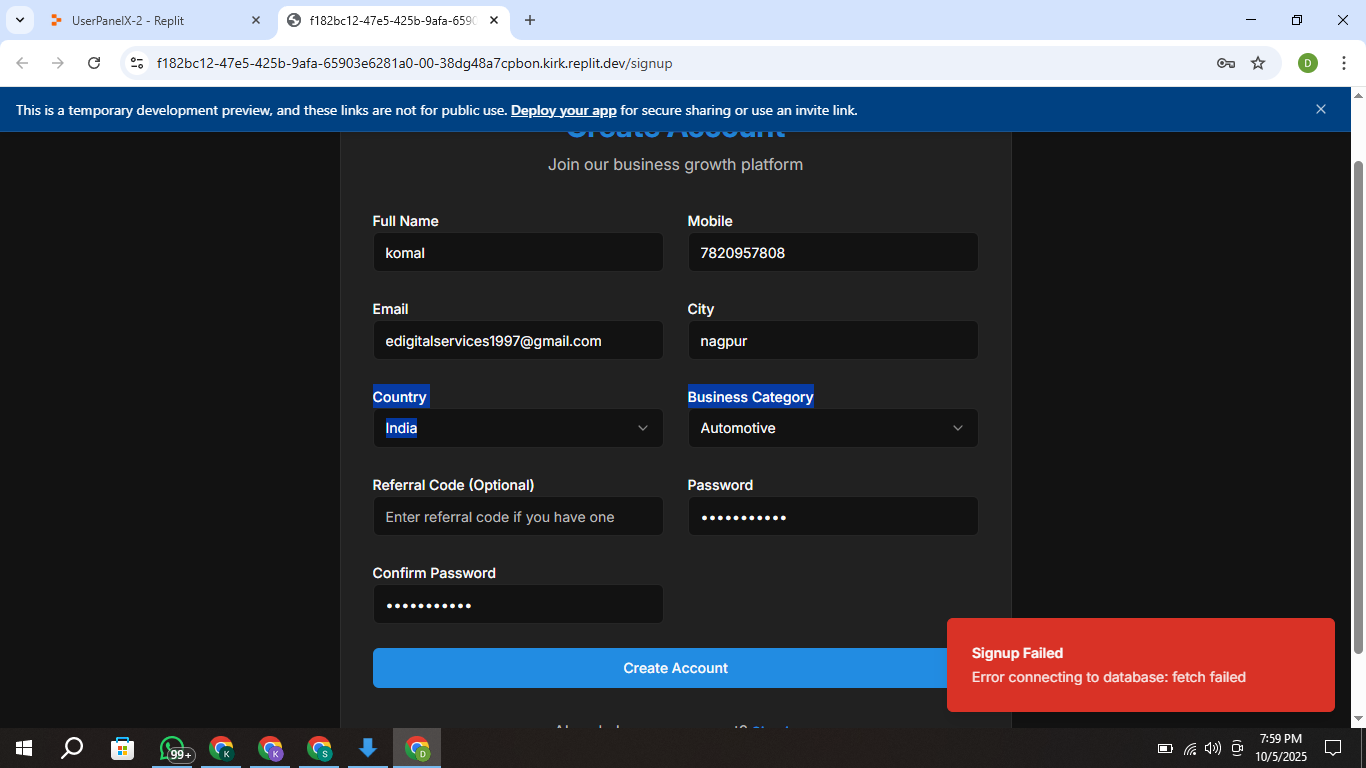 UserPanelX-2 - Replit
f182bc12-47e5-425b-9afa-6590
f182bc12-47e5-425b-9afa-65903e6281a0-00-38dg48a7cpbon.kirk.replit.dev/signup
D
This is a temporary development preview, and these links are not for public use. Deploy your app for secure sharing or use an invite link.
Create Account
Join our business growth platform
Full Name
Mobile
komal
7820957808
Email
City
edigitalservices1997@gmail.com
nagpur
Country
Business Category
India
Automotive
Referral Code (Optional)
Password
Enter referral code if you have one
•••••••••••
Confirm Password
•••••••••••
Create Account
Signup Failed
Error connecting to database: fetch failed
99+
K
K
S
D
7:59 PM
10/5/2025